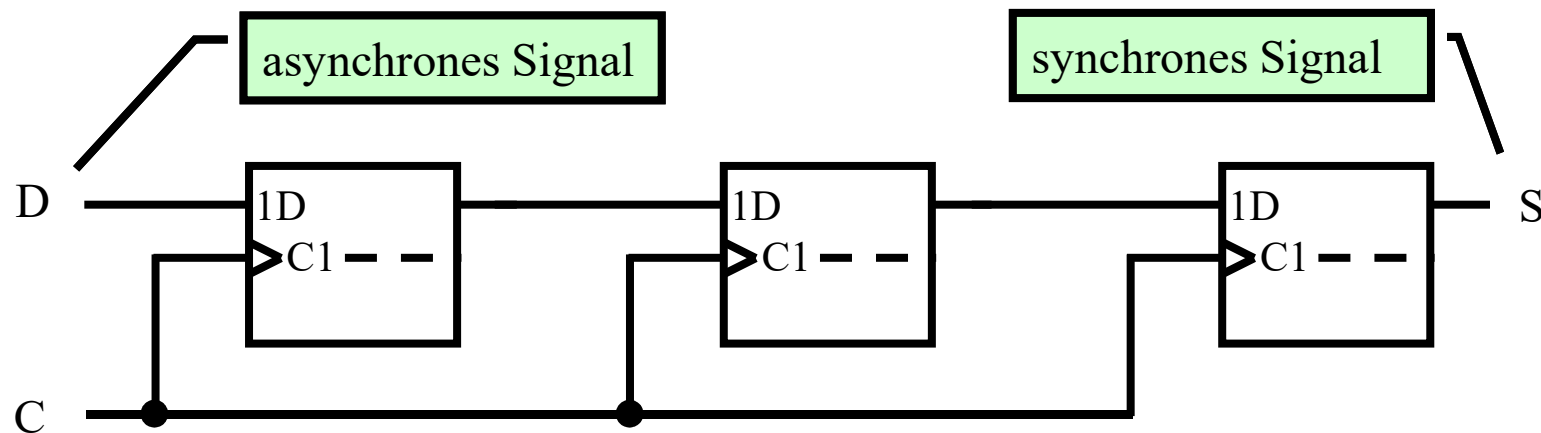 asynchrones Signal
synchrones Signal
D
1D
1D
1D
S
C1
C1
C1
C